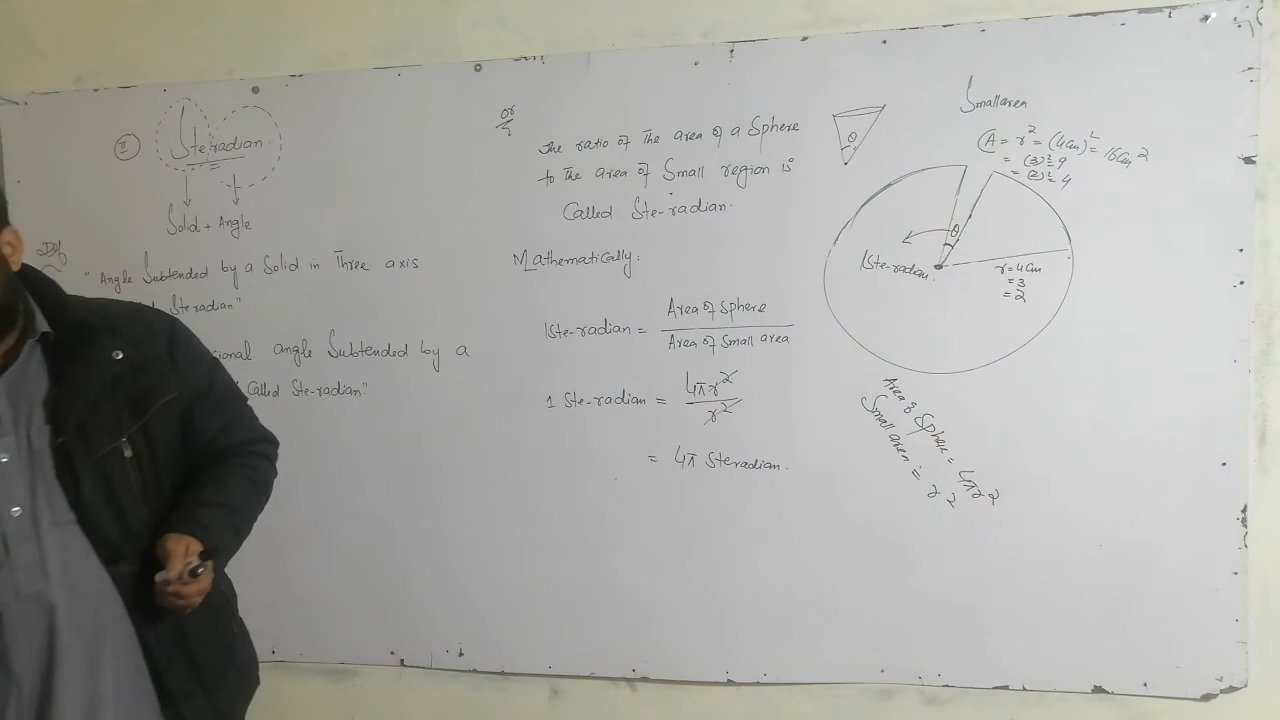 II
Steradian
Solid + Angle
Def
"Angle Subtended by a Solid in Three axis
Steradian"
sional angle Subtended by a
Called Ste-radian"
or
The ratio of The area of a Sphere
to The area of Small region is
Called Ste-radian.
Mathematically:
1Ste-radian = Area of Sphere
Area of Small area
1 Ste-radian = 4πr²
r²
= 4π Steradian.
θ
Small area
(A = r² = (4cm)² = 16cm²
= (3)² = 9
= (2)² = 4
θ
1Ste-radian.
r = 4cm
= 3
= 2
Area of Sphere = 4πr²
Small area = r²